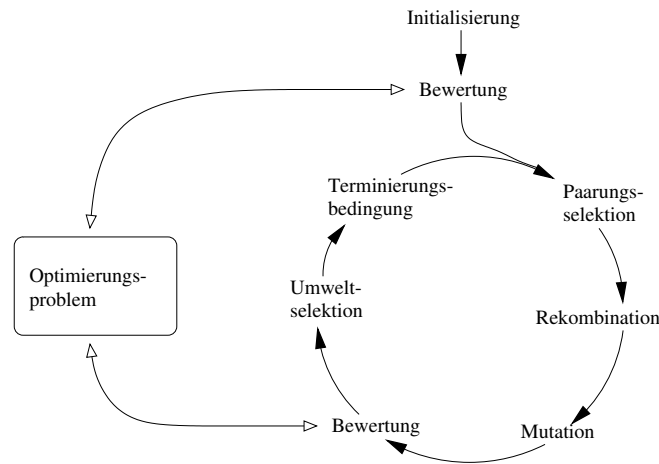 Initialisierung
Bewertung
Terminierungs-
bedingung
Paarungs-
selektion
Optimierungs-
problem
Umwelt-
selektion
Rekombination
Bewertung
Mutation